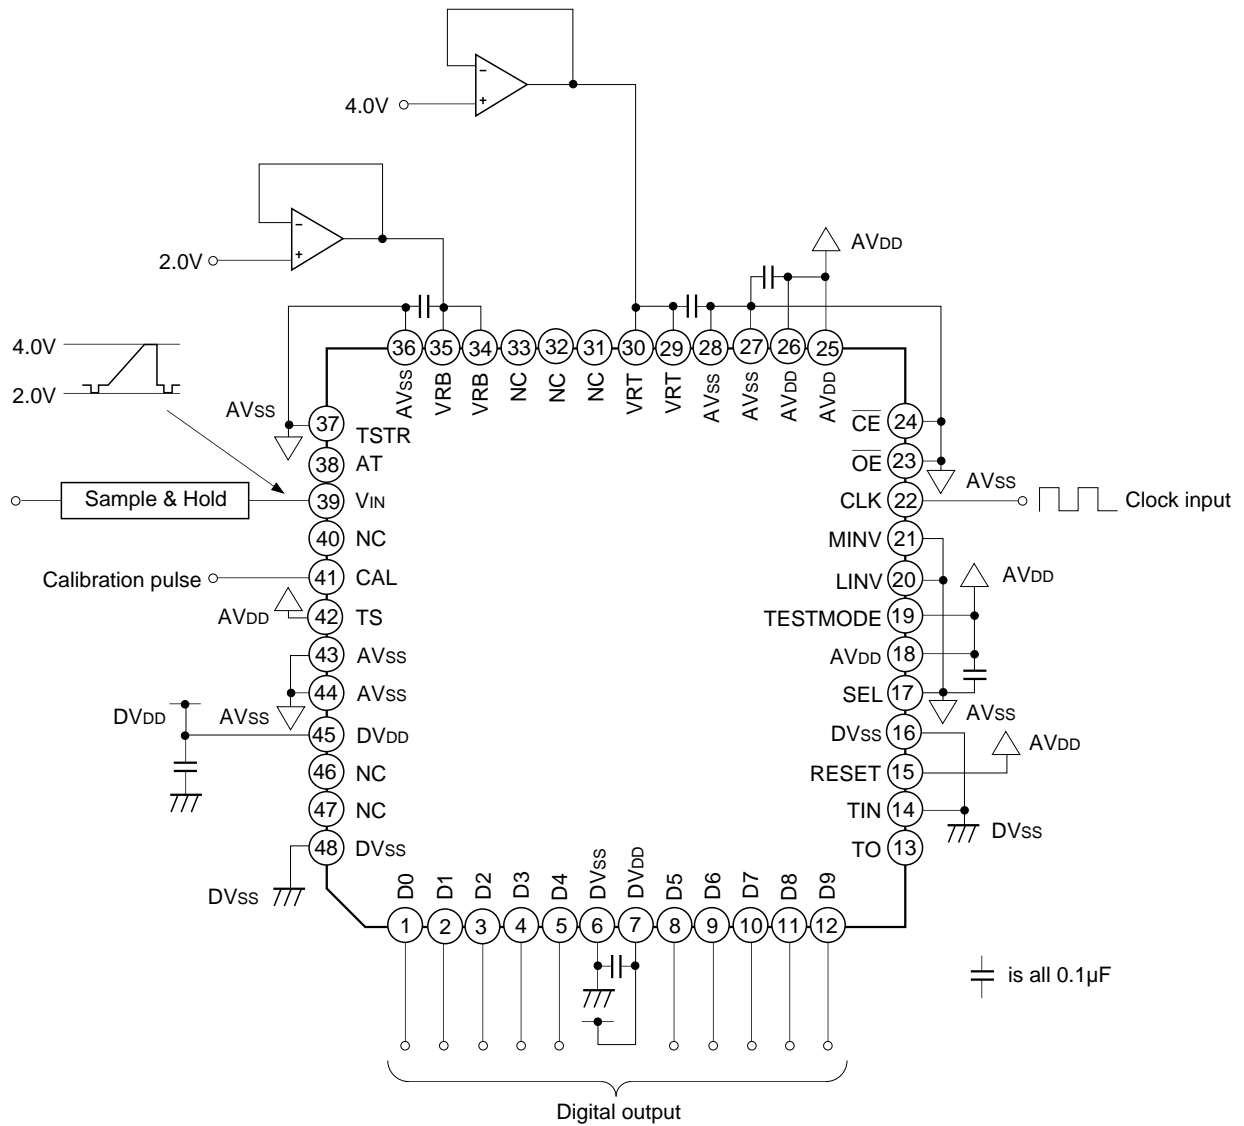 4.0V
−
+
2.0V
−
+
AVDD
4.0V
2.0V
36 35 34 33 32 31 30 29 28 27 26 25
AVSS VRB VRB NC NC NC VRT VRT AVSS AVSS AVDD AVDD
AVSS
37 TSTR
38 AT
Sample & Hold
39 VIN
40 NC
Calibration pulse
41 CAL
AVDD
42 TS
43 AVSS
44 AVSS
AVSS
DVDD
45 DVDD
46 NC
47 NC
48 DVSS
DVSS
CE 24
OE 23
AVSS
CLK 22
Clock input
MINV 21
LINV 20
AVDD
TESTMODE 19
AVDD 18
SEL 17
AVSS
DVSS 16
AVDD
RESET 15
TIN 14
DVSS
TO 13
D0 D1 D2 D3 D4 DVSS DVDD D5 D6 D7 D8 D9
1 2 3 4 5 6 7 8 9 10 11 12
is all 0.1µF
Digital output